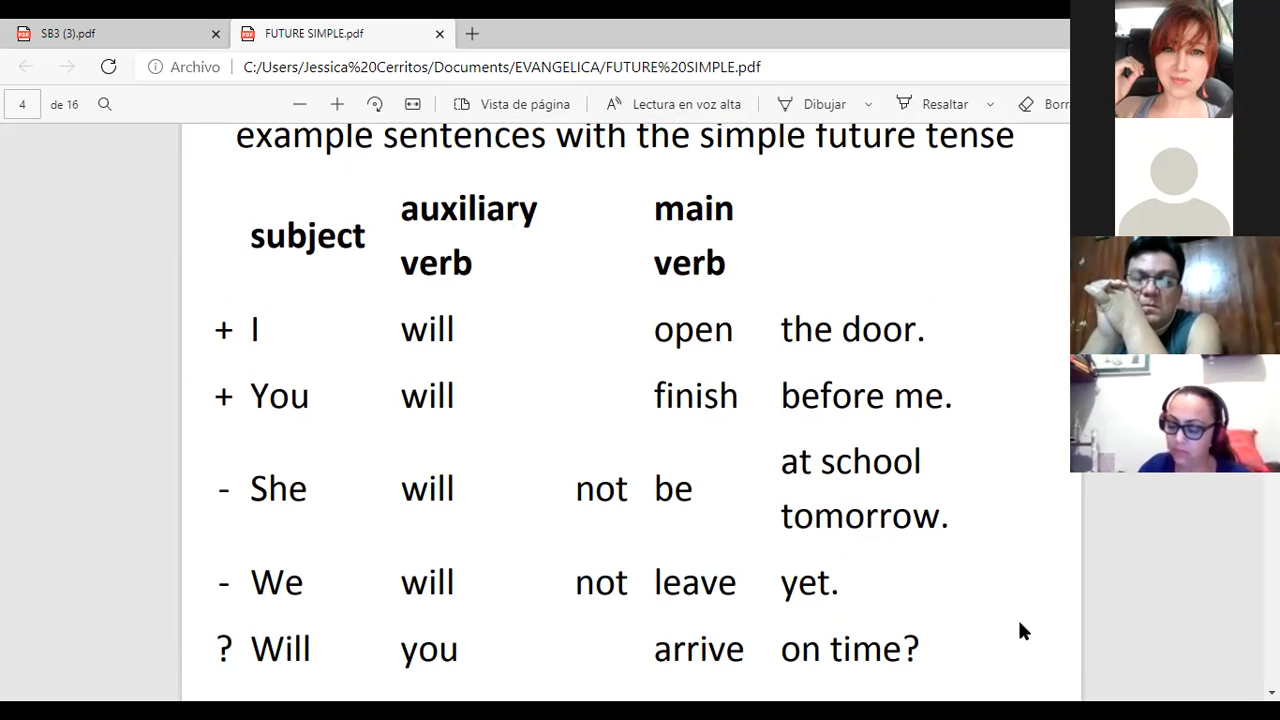 SB3 (3).pdf
FUTURE SIMPLE.pdf
Archivo C:/Users/Jessica%20Cerritos/Documents/EVANGELICA/FUTURE%20SIMPLE.pdf
4 de 16 Vista de página Lectura en voz alta Dibujar Resaltar Borr
example sentences with the simple future tense
subject auxiliary verb main verb
+ I will open the door.
+ You will finish before me.
- She will not be at school tomorrow.
- We will not leave yet.
? Will you arrive on time?